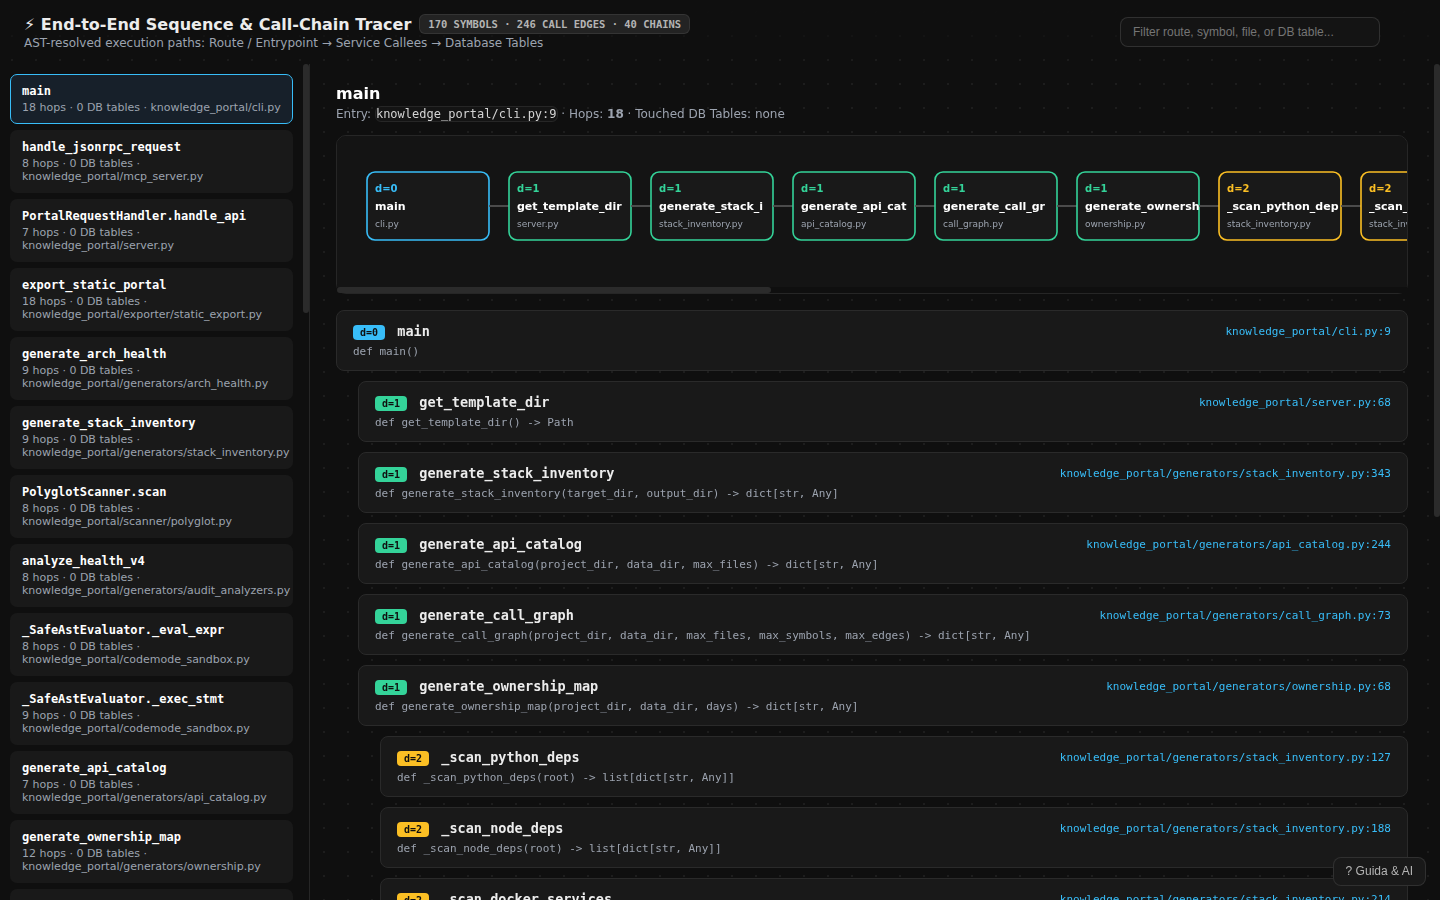 ⚡ End-to-End Sequence & Call-Chain Tracer
170 SYMBOLS · 246 CALL EDGES · 40 CHAINS
AST-resolved execution paths: Route / Entrypoint → Service Callees → Database Tables
Filter route, symbol, file, or DB table...
main
18 hops · 0 DB tables · knowledge_portal/cli.py
handle_jsonrpc_request
8 hops · 0 DB tables ·
knowledge_portal/mcp_server.py
PortalRequestHandler.handle_api
7 hops · 0 DB tables ·
knowledge_portal/server.py
export_static_portal
18 hops · 0 DB tables ·
knowledge_portal/exporter/static_export.py
generate_arch_health
9 hops · 0 DB tables ·
knowledge_portal/generators/arch_health.py
generate_stack_inventory
9 hops · 0 DB tables ·
knowledge_portal/generators/stack_inventory.py
PolyglotScanner.scan
8 hops · 0 DB tables ·
knowledge_portal/scanner/polyglot.py
analyze_health_v4
8 hops · 0 DB tables ·
knowledge_portal/generators/audit_analyzers.py
_SafeAstEvaluator._eval_expr
8 hops · 0 DB tables ·
knowledge_portal/codemode_sandbox.py
_SafeAstEvaluator._exec_stmt
9 hops · 0 DB tables ·
knowledge_portal/codemode_sandbox.py
generate_api_catalog
7 hops · 0 DB tables ·
knowledge_portal/generators/api_catalog.py
generate_ownership_map
12 hops · 0 DB tables ·
knowledge_portal/generators/ownership.py
main
Entry: knowledge_portal/cli.py:9 · Hops: 18 · Touched DB Tables: none
d=0
main
cli.py
d=1
get_template_dir
server.py
d=1
generate_stack_i
stack_inventory.py
d=1
generate_api_cat
api_catalog.py
d=1
generate_call_gr
call_graph.py
d=1
generate_ownersh
ownership.py
d=2
_scan_python_dep
stack_inventory.py
d=2
_scan_
stack_inv
d=0 main knowledge_portal/cli.py:9
def main()
d=1 get_template_dir knowledge_portal/server.py:68
def get_template_dir() -> Path
d=1 generate_stack_inventory knowledge_portal/generators/stack_inventory.py:343
def generate_stack_inventory(target_dir, output_dir) -> dict[str, Any]
d=1 generate_api_catalog knowledge_portal/generators/api_catalog.py:244
def generate_api_catalog(project_dir, data_dir, max_files) -> dict[str, Any]
d=1 generate_call_graph knowledge_portal/generators/call_graph.py:73
def generate_call_graph(project_dir, data_dir, max_files, max_symbols, max_edges) -> dict[str, Any]
d=1 generate_ownership_map knowledge_portal/generators/ownership.py:68
def generate_ownership_map(project_dir, data_dir, days) -> dict[str, Any]
d=2 _scan_python_deps knowledge_portal/generators/stack_inventory.py:127
def _scan_python_deps(root) -> list[dict[str, Any]]
d=2 _scan_node_deps knowledge_portal/generators/stack_inventory.py:188
def _scan_node_deps(root) -> list[dict[str, Any]]
d=2 _scan_docker_services knowledge_portal/generators/stack_inventory.py:214
? Guida & AI